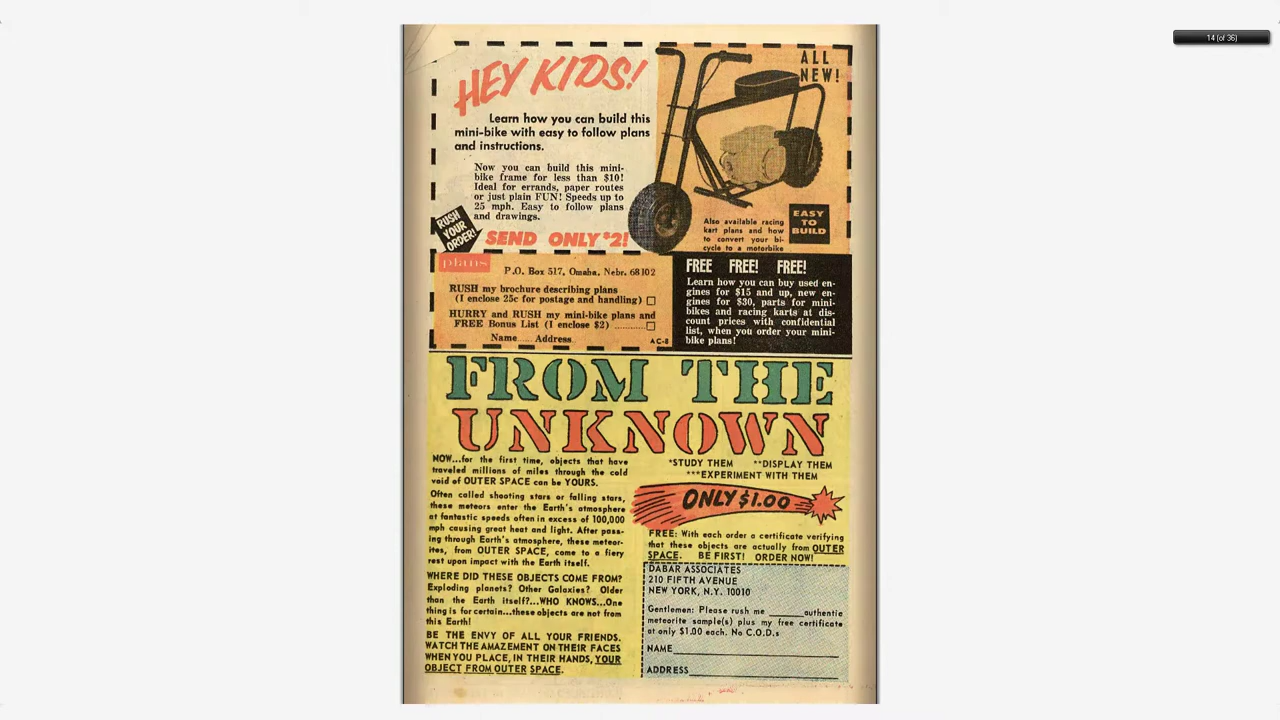 14 (of 36)
HEY KIDS!
ALL
NEW!
Learn how you can build this
mini-bike with easy to follow plans
and instructions.
Now you can build this mini-
bike frame for less than $10!
Ideal for errands, paper routes
or just plain FUN! Speeds up to
25 mph. Easy to follow plans
and drawings.
RUSH
YOUR
ORDER!
SEND ONLY $2!
Also available racing
kart plans and how
to convert your bi-
cycle to a motorbike
EASY
TO
BUILD
plans
P.O. Box 517, Omaha, Nebr. 68102
RUSH my brochure describing plans
(I enclose 25c for postage and handling)
HURRY and RUSH my mini-bike plans and
FREE Bonus List (I enclose $2) ..........
Name..... Address
AC-8
FREE FREE! FREE!
Learn how you can buy used en-
gines for $15 and up, new en-
gines for $30, parts for mini-
bikes and racing karts at dis-
count prices with confidential
list, when you order your mini-
bike plans!
FROM THE
UNKNOWN
NOW...for the first time, objects that have
traveled millions of miles through the cold
void of OUTER SPACE can be YOURS.
Often called shooting stars or falling stars,
these meteors enter the Earth's atmosphere
at fantastic speeds often in excess of 100,000
mph causing great heat and light. After pass-
ing through Earth's atmosphere, these meteor-
ites, from OUTER SPACE, come to a fiery
rest upon impact with the Earth itself.
WHERE DID THESE OBJECTS COME FROM?
Exploding planets? Other Galaxies? Older
than the Earth itself?...WHO KNOWS...One
thing is for certain...these objects are not from
this Earth!
BE THE ENVY OF ALL YOUR FRIENDS.
WATCH THE AMAZEMENT ON THEIR FACES
WHEN YOU PLACE, IN THEIR HANDS, YOUR
OBJECT FROM OUTER SPACE.
*STUDY THEM **DISPLAY THEM
***EXPERIMENT WITH THEM
ONLY $1.00
FREE: With each order a certificate verifying
that these objects are actually from OUTER
SPACE. BE FIRST! ORDER NOW!
DABAR ASSOCIATES
210 FIFTH AVENUE
NEW YORK, N.Y. 10010
Gentlemen: Please rush me ______authentic
meteorite sample(s) plus my free certificate
at only $1.00 each. No C.O.D.s
NAME
ADDRESS